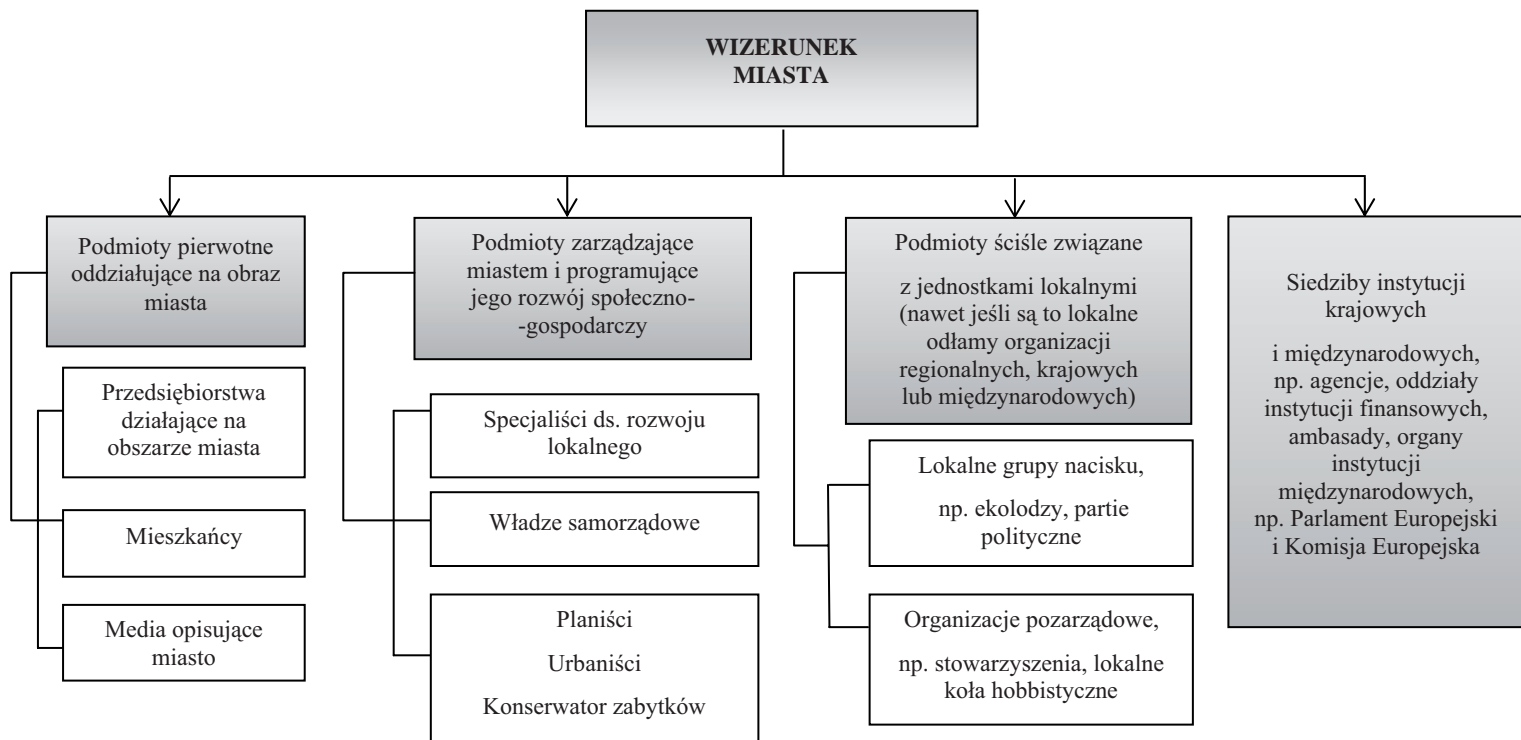 WIZERUNEK
MIASTA
Podmioty pierwotne
oddziałujące na obraz
miasta
Przedsiębiorstwa
działające na
obszarze miasta
Mieszkańcy
Media opisujące
miasto
Podmioty zarządzające
miastem i programujące
jego rozwój społeczno-
-gospodarczy
Specjaliści ds. rozwoju
lokalnego
Władze samorządowe
Planiści
Urbaniści
Konserwator zabytków
Podmioty ściśle związane
z jednostkami lokalnymi
(nawet jeśli są to lokalne
odłamy organizacji
regionalnych, krajowych
lub międzynarodowych)
Lokalne grupy nacisku,
np. ekolodzy, partie
polityczne
Organizacje pozarządowe,
np. stowarzyszenia, lokalne
koła hobbistyczne
Siedziby instytucji
krajowych
i międzynarodowych,
np. agencje, oddziały
instytucji finansowych,
ambasady, organy
instytucji
międzynarodowych,
np. Parlament Europejski
i Komisja Europejska